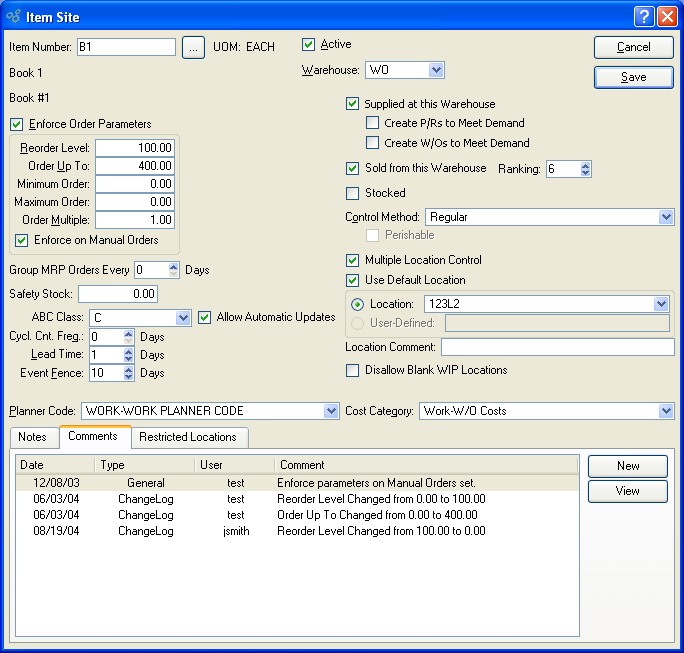 Item Site
Item Number: B1 ... UOM: EACH
Active
Cancel
Warehouse: WO
Save
Book 1
Book #1
Supplied at this Warehouse
Create P/Rs to Meet Demand
Create W/Os to Meet Demand
Enforce Order Parameters
Reorder Level: 100.00
Order Up To: 400.00
Minimum Order: 0.00
Maximum Order: 0.00
Order Multiple: 1.00
Enforce on Manual Orders
Sold from this Warehouse Ranking: 6
Stocked
Control Method: Regular
Perishable
Group MRP Orders Every 0 Days
Safety Stock: 0.00
ABC Class: C Allow Automatic Updates
Cycl. Cnt. Freq.: 0 Days
Lead Time: 1 Days
Event Fence: 10 Days
Multiple Location Control
Use Default Location
Location: 123L2
User-Defined:
Location Comment:
Disallow Blank WIP Locations
Planner Code: WORK-WORK PLANNER CODE Cost Category: Work-W/O Costs
Notes Comments Restricted Locations
Date Type User Comment
12/08/03 General test Enforce parameters on Manual Orders set.
06/03/04 ChangeLog test Reorder Level Changed from 0.00 to 100.00
06/03/04 ChangeLog test Order Up To Changed from 0.00 to 400.00
08/19/04 ChangeLog jsmith Reorder Level Changed from 100.00 to 0.00
New
View